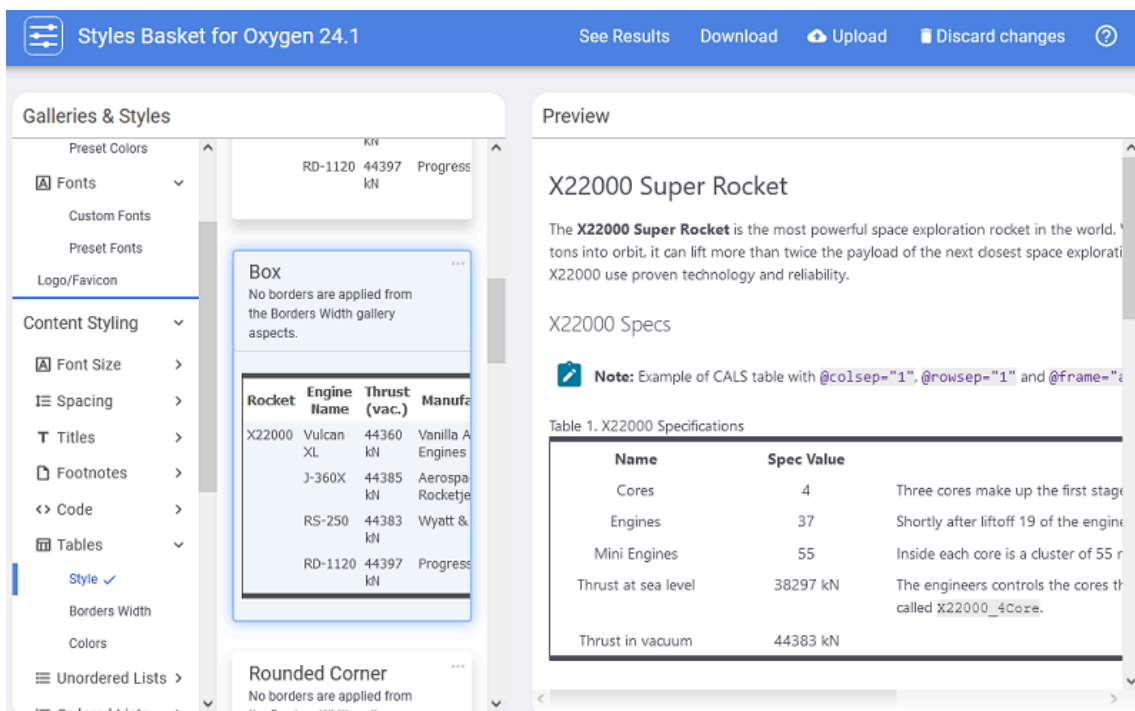 Styles Basket for Oxygen 24.1
See Results
Download
Upload
Discard changes
Galleries & Styles
Preset Colors
Fonts
Custom Fonts
Preset Fonts
Logo/Favicon
Content Styling
Font Size
Spacing
Titles
Footnotes
Code
Tables
Style
Borders Width
Colors
Unordered Lists
kN
RD-1120 44397 Progress
kN
Box
No borders are applied from
the Borders Width gallery
aspects.
Engine Thrust
Rocket Manufa
Name (vac.)
X22000 Vulcan 44360 Vanilla A
XL kN Engines
J-360X 44385 Aerospa
kN Rocketje
RS-250 44383 Wyatt &
kN
RD-1120 44397 Progress
kN
Rounded Corner
No borders are applied from
Preview
X22000 Super Rocket
The X22000 Super Rocket is the most powerful space exploration rocket in the world.
tons into orbit, it can lift more than twice the payload of the next closest space explorati
X22000 use proven technology and reliability.
X22000 Specs
Note: Example of CALS table with @colsep="1", @rowsep="1" and @frame="a
Table 1. X22000 Specifications
Name Spec Value
Cores 4 Three cores make up the first stage
Engines 37 Shortly after liftoff 19 of the engine
Mini Engines 55 Inside each core is a cluster of 55
Thrust at sea level 38297 kN The engineers controls the cores th
called X22000_4Core.
Thrust in vacuum 44383 kN